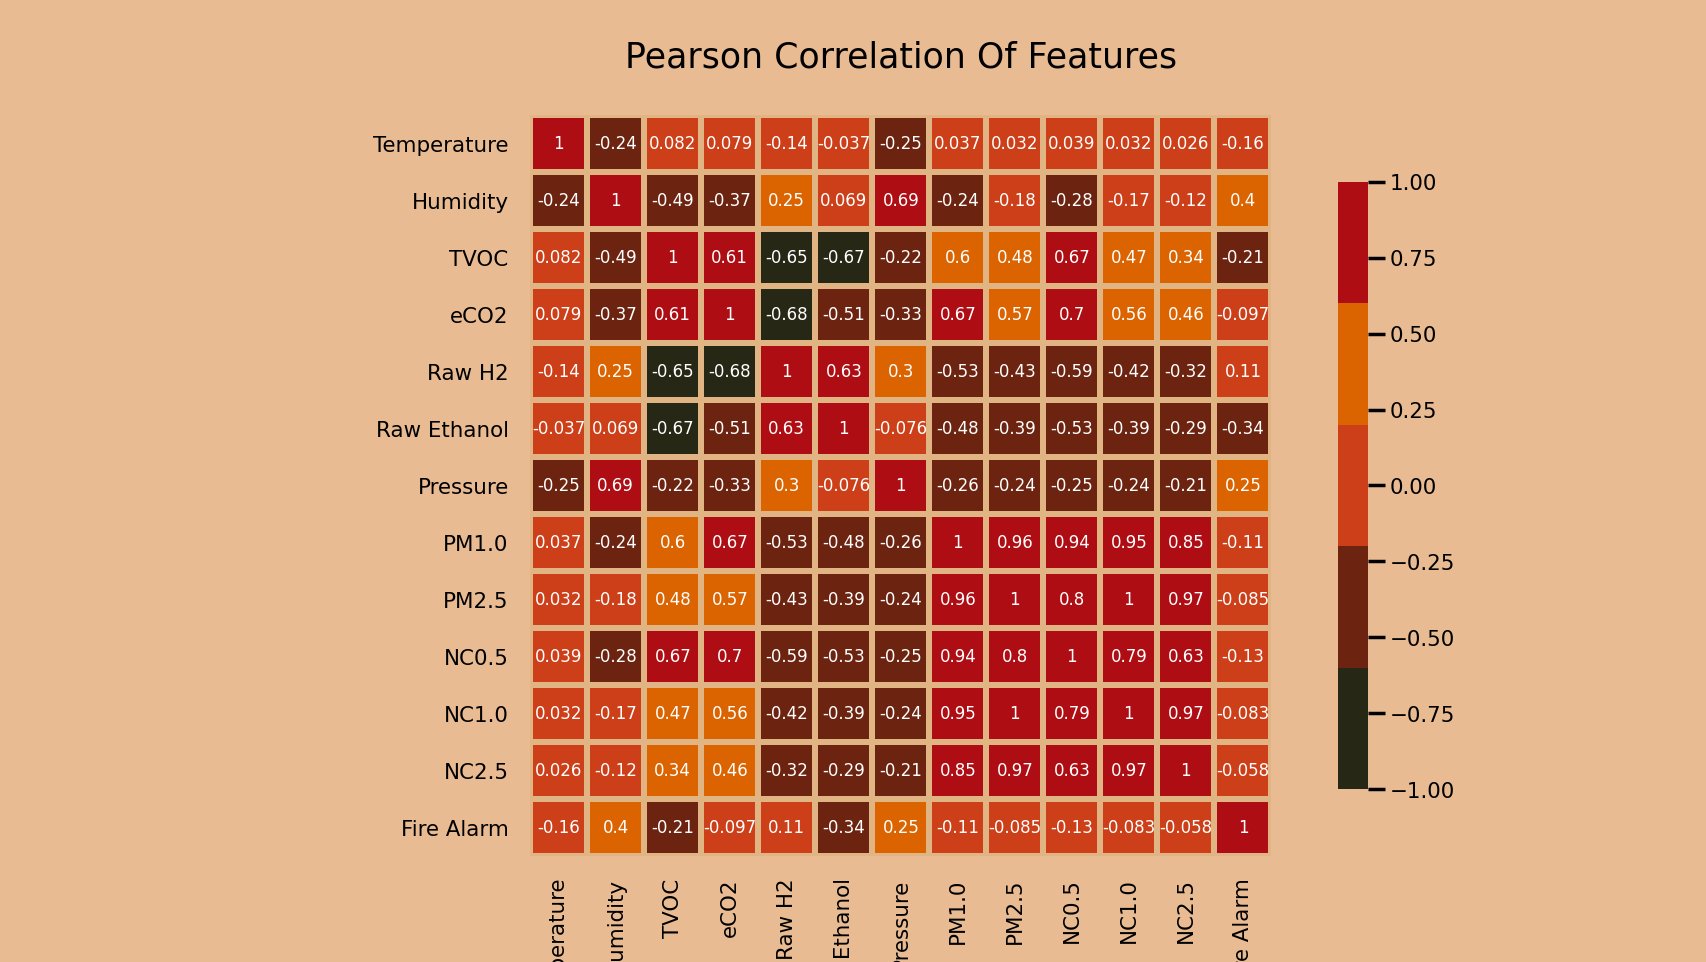 Pearson Correlation Of Features
Temperature 1 -0.24 0.082 0.079 -0.14 -0.037 -0.25 0.037 0.032 0.039 0.032 0.026 -0.16
Humidity -0.24 1 -0.49 -0.37 0.25 0.069 0.69 -0.24 -0.18 -0.28 -0.17 -0.12 0.4
TVOC 0.082 -0.49 1 0.61 -0.65 -0.67 -0.22 0.6 0.48 0.67 0.47 0.34 -0.21
eCO2 0.079 -0.37 0.61 1 -0.68 -0.51 -0.33 0.67 0.57 0.7 0.56 0.46 -0.097
Raw H2 -0.14 0.25 -0.65 -0.68 1 0.63 0.3 -0.53 -0.43 -0.59 -0.42 -0.32 0.11
Raw Ethanol -0.037 0.069 -0.67 -0.51 0.63 1 -0.076 -0.48 -0.39 -0.53 -0.39 -0.29 -0.34
Pressure -0.25 0.69 -0.22 -0.33 0.3 -0.076 1 -0.26 -0.24 -0.25 -0.24 -0.21 0.25
PM1.0 0.037 -0.24 0.6 0.67 -0.53 -0.48 -0.26 1 0.96 0.94 0.95 0.85 -0.11
PM2.5 0.032 -0.18 0.48 0.57 -0.43 -0.39 -0.24 0.96 1 0.8 1 0.97 -0.085
NC0.5 0.039 -0.28 0.67 0.7 -0.59 -0.53 -0.25 0.94 0.8 1 0.79 0.63 -0.13
NC1.0 0.032 -0.17 0.47 0.56 -0.42 -0.39 -0.24 0.95 1 0.79 1 0.97 -0.083
NC2.5 0.026 -0.12 0.34 0.46 -0.32 -0.29 -0.21 0.85 0.97 0.63 0.97 1 -0.058
Fire Alarm -0.16 0.4 -0.21 -0.097 0.11 -0.34 0.25 -0.11 -0.085 -0.13 -0.083 -0.058 1
perature
umidity
TVOC
eCO2
Raw H2
Ethanol
ressure
PM1.0
PM2.5
NC0.5
NC1.0
NC2.5
e Alarm
1.00
0.75
0.50
0.25
0.00
−0.25
−0.50
−0.75
−1.00